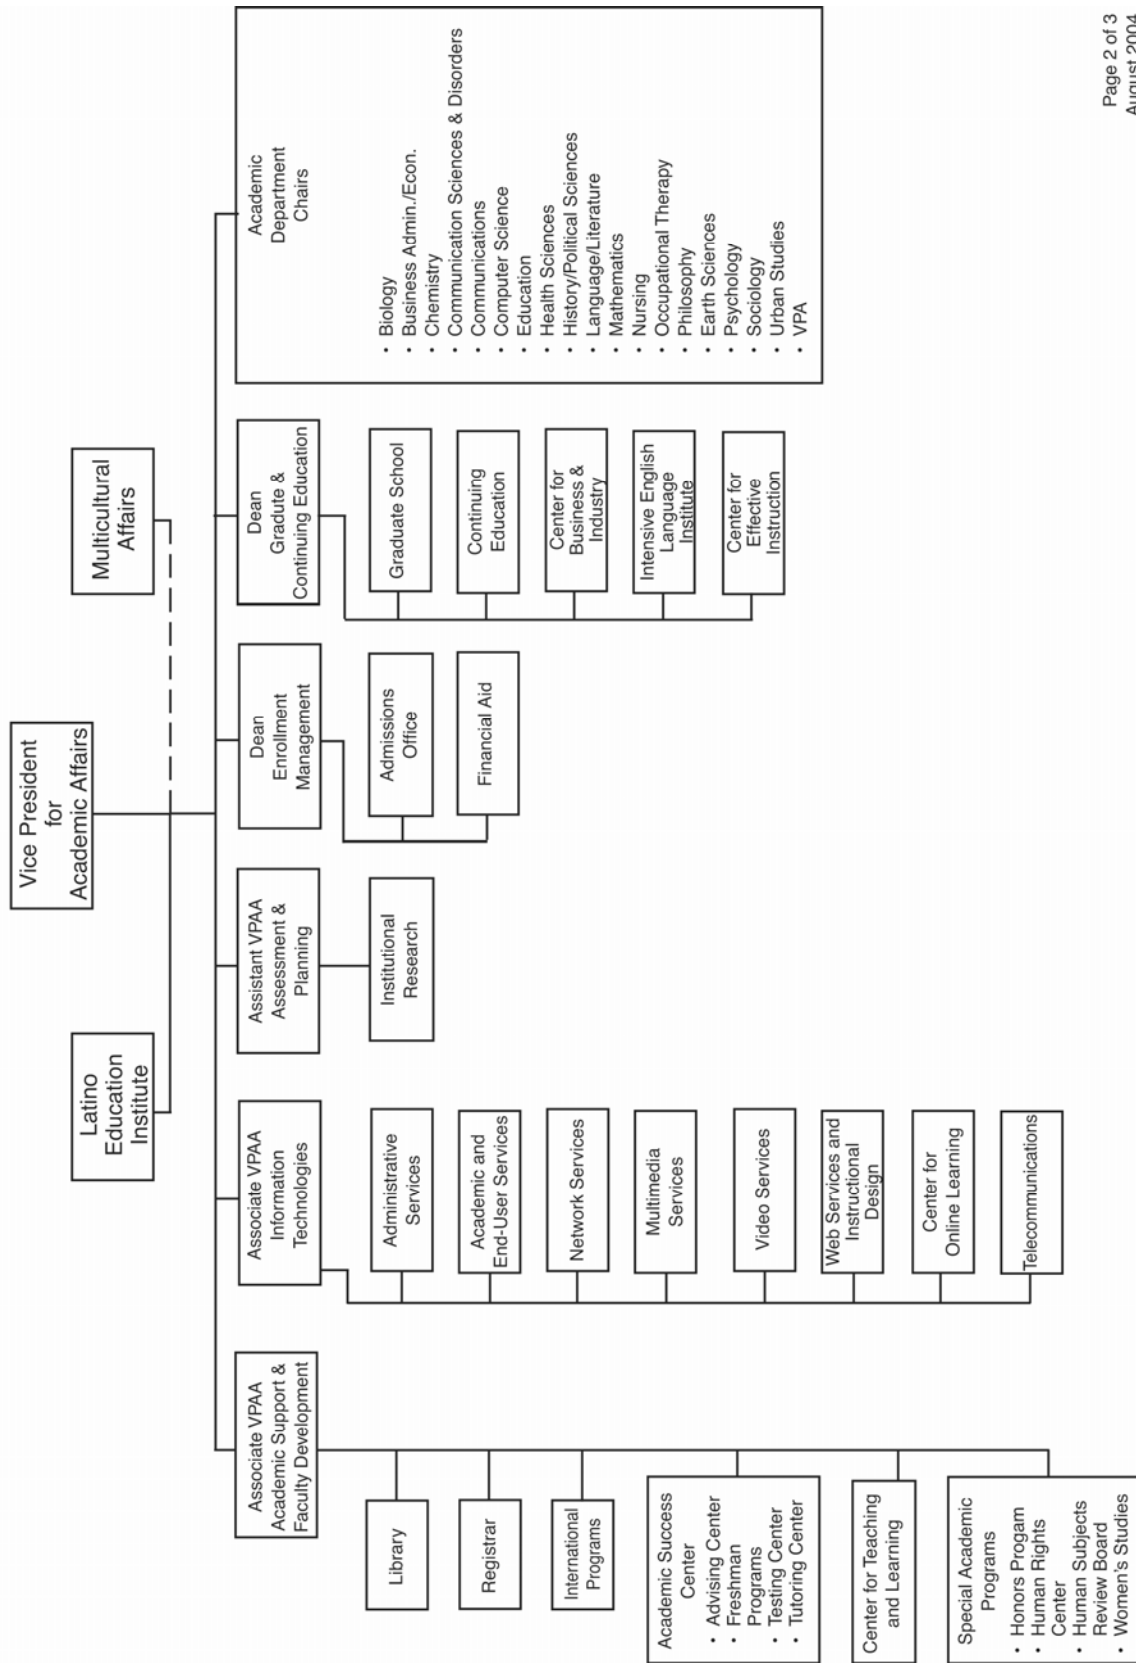 Vice President
for
Academic Affairs
Latino
Education
Institute
Multicultural
Affairs
Associate VPAA
Academic Support &
Faculty Development
Library
Registrar
International
Programs
Academic Success
Center
• Advising Center
• Freshman
Programs
• Testing Center
• Tutoring Center
Center for Teaching
and Learning
Special Academic
Programs
• Honors Progam
• Human Rights
Center
• Human Subjects
Review Board
• Women's Studies
Associate VPAA
Information
Technologies
Administrative
Services
Academic and
End-User Services
Network Services
Multimedia
Services
Video Services
Web Services and
Instructional
Design
Center for
Online Learning
Telecommunications
Assistant VPAA
Assessment &
Planning
Institutional
Research
Dean
Enrollment
Management
Admissions
Office
Financial Aid
Dean
Gradute &
Continuing Education
Graduate School
Continuing
Education
Center for
Business &
Industry
Intensive English
Language
Institute
Center for
Effective
Instruction
Academic
Department
Chairs
• Biology
• Business Admin./Econ.
• Chemistry
• Communication Sciences & Disorders
• Communications
• Computer Science
• Education
• Health Sciences
• History/Political Sciences
• Language/Literature
• Mathematics
• Nursing
• Occupational Therapy
• Philosophy
• Earth Sciences
• Psychology
• Sociology
• Urban Studies
• VPA
Page 2 of 3
August 2004